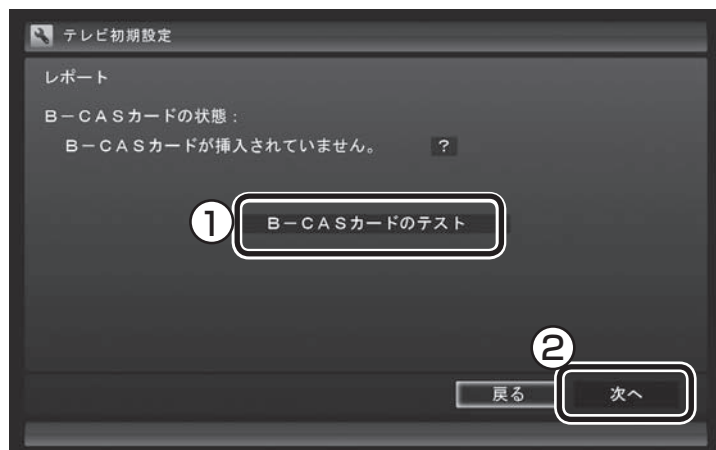 テレビ初期設定
レポート
B－CASカードの状態：
B－CASカードが挿入されていません。 ?
① B－CASカードのテスト
②
戻る 次へ